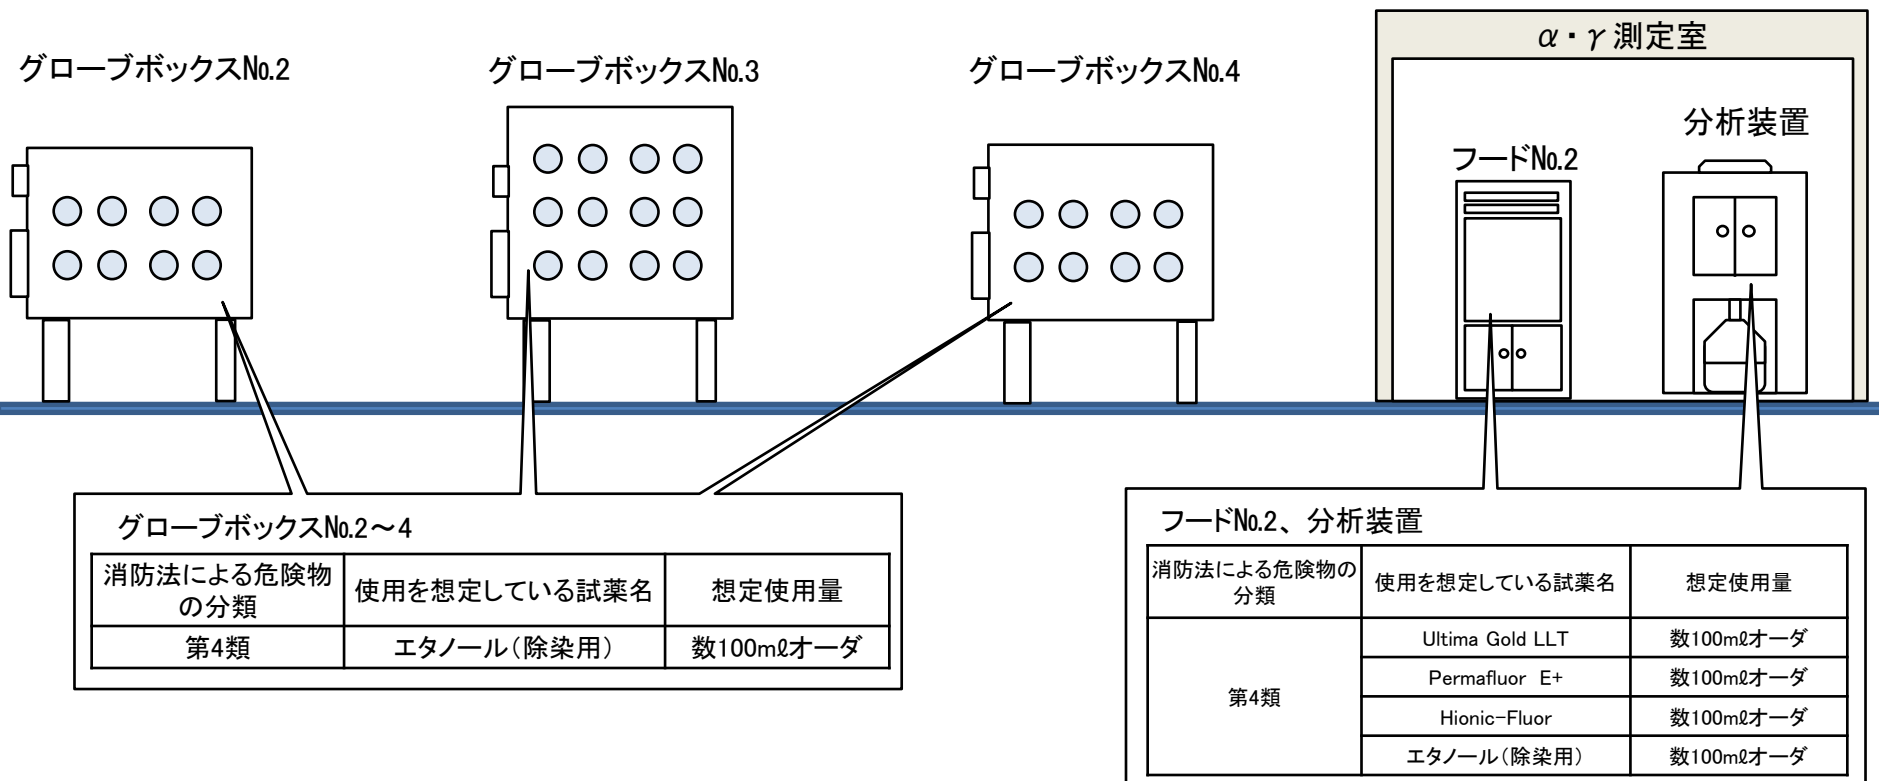 グローブボックス№2
グローブボックス№3
グローブボックス№4
α・γ測定室
フード№2
分析装置
グローブボックス№2～4
消防法による危険物
の分類
使用を想定している試薬名
想定使用量
第4類
エタノール（除染用）
数100mℓオーダ
フード№2、分析装置
消防法による危険物の
分類
使用を想定している試薬名
想定使用量
第4類
Ultima Gold LLT
数100mℓオーダ
Permafluor E+
数100mℓオーダ
Hionic-Fluor
数100mℓオーダ
エタノール（除染用）
数100mℓオーダ